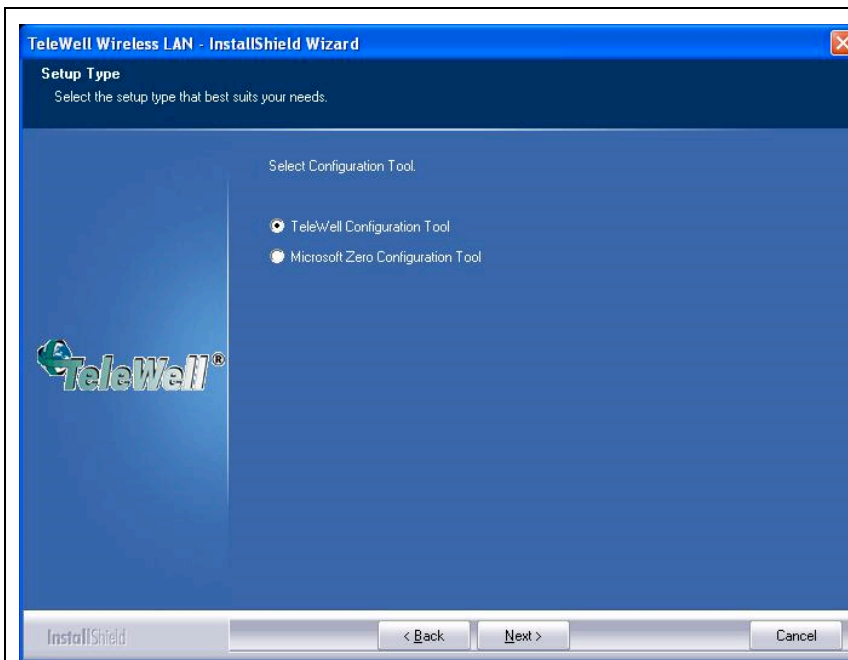 TeleWell Wireless LAN - InstallShield Wizard
Setup Type
Select the setup type that best suits your needs.
Select Configuration Tool.
TeleWell Configuration Tool
Microsoft Zero Configuration Tool
TeleWell®
InstallShield
< Back
Next >
Cancel